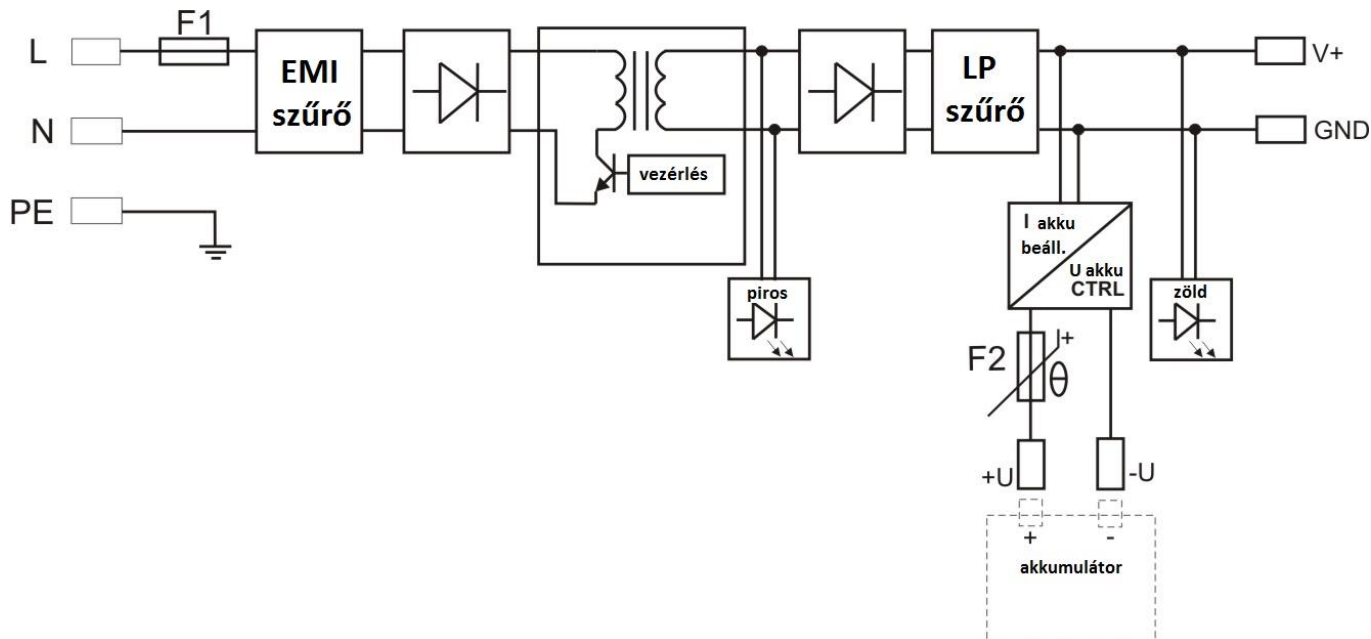 F1
L
EMI
szűrő
LP
szűrő
V+
N
GND
vezérlés
PE
I akku
beáll.
U akku
CTRL
piros
zöld
F2
+
θ
+U
-U
+
-
akkumulátor